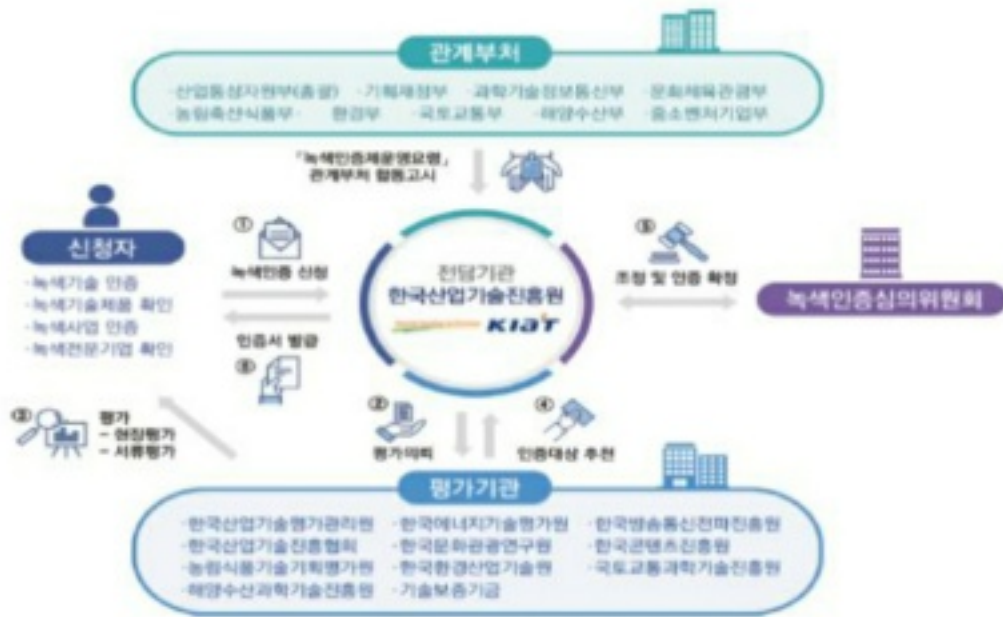 관계부처
·산업통상자원부(총괄) ·기획재정부 ·과학기술정보통신부 ·문화체육관광부
·농림축산식품부· 환경부 ·국토교통부 ·해양수산부 ·중소벤처기업부
「녹색인증제운영요령」
관계부처 합동고시
신청자
·녹색기술 인증
·녹색기술제품 확인
·녹색사업 인증
·녹색전문기업 확인
①
녹색인증 신청
인증서 발급
⑥
전담기관
한국산업기술진흥원
KIAT
⑤
조정 및 인증 확정
녹색인증심의위원회
③ 평가
– 현장평가
– 서류평가
②
평가의뢰
④
인증대상 추천
평가기관
·한국산업기술평가관리원 ·한국에너지기술평가원 ·한국방송통신전파진흥원
·한국산업기술진흥협회 ·한국문화관광연구원 ·한국콘텐츠진흥원
·농림식품기술기획평가원 ·한국환경산업기술원 ·국토교통과학기술진흥원
·해양수산과학기술진흥원 ·기술보증기금